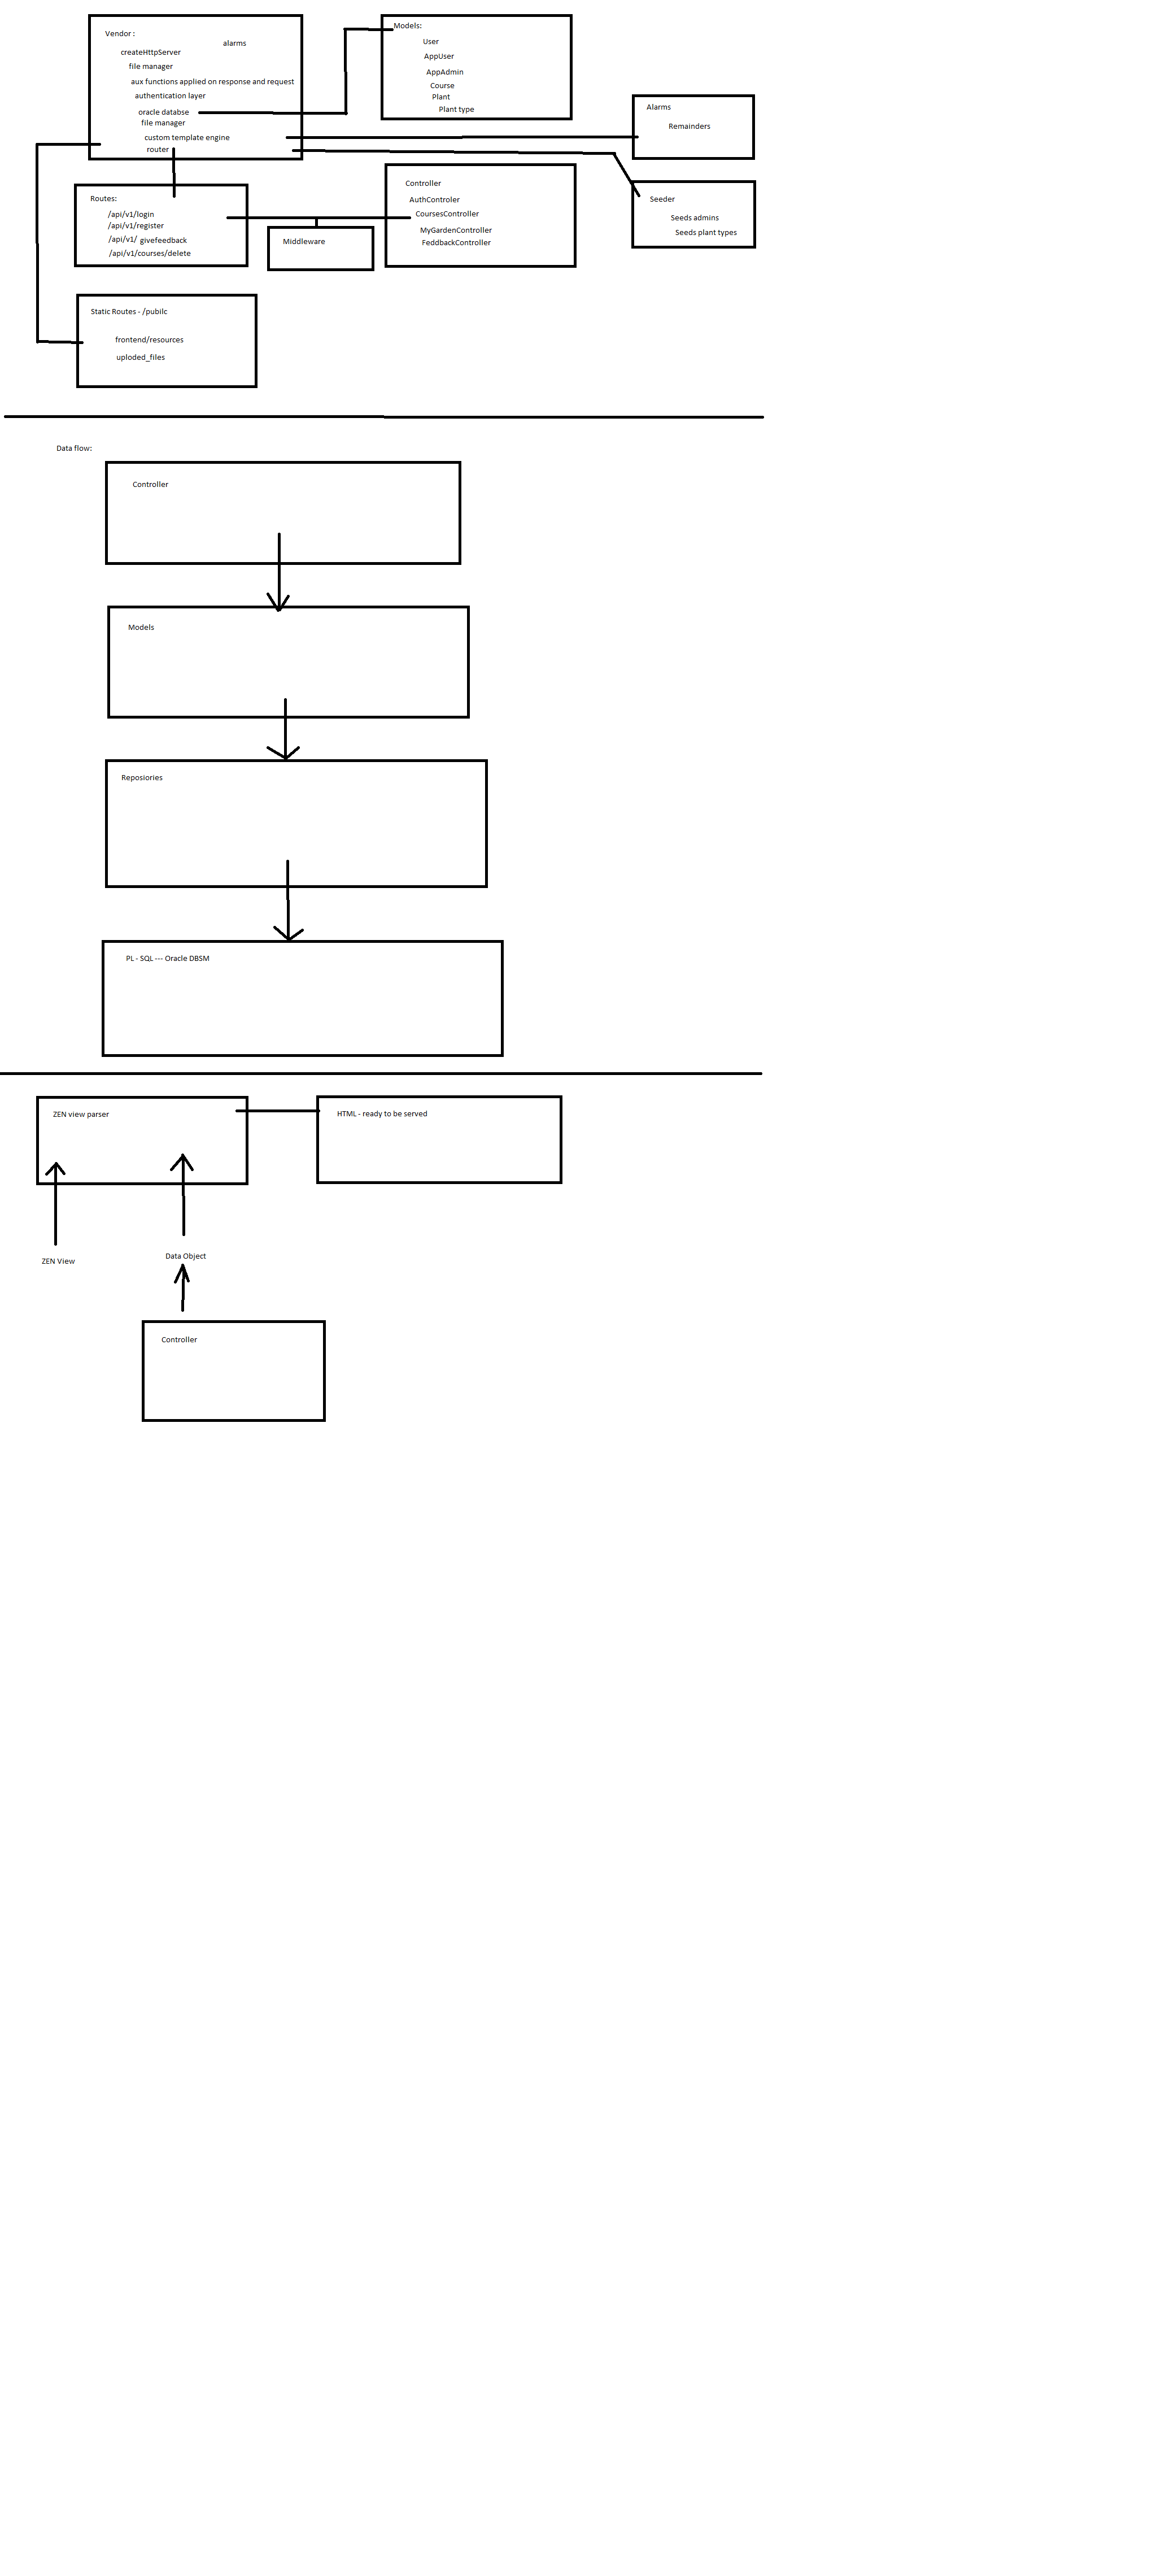 Vendor :
alarms
createHttpServer
file manager
aux functions applied on response and request
authentication layer
oracle databse
file manager
custom template engine
router
Models:
User
AppUser
AppAdmin
Course
Plant
Plant type
Alarms
Remainders
Routes:
/api/v1/login
/api/v1/register
/api/v1/ givefeedback
/api/v1/courses/delete
Middleware
Controller
AuthControler
CoursesController
MyGardenController
FeddbackController
Seeder
Seeds admins
Seeds plant types
Static Routes - /pubilc
frontend/resources
uploded_files
Data flow:
Controller
Models
Reposiories
PL - SQL --- Oracle DBSM
ZEN view parser
HTML - ready to be served
ZEN View
Data Object
Controller